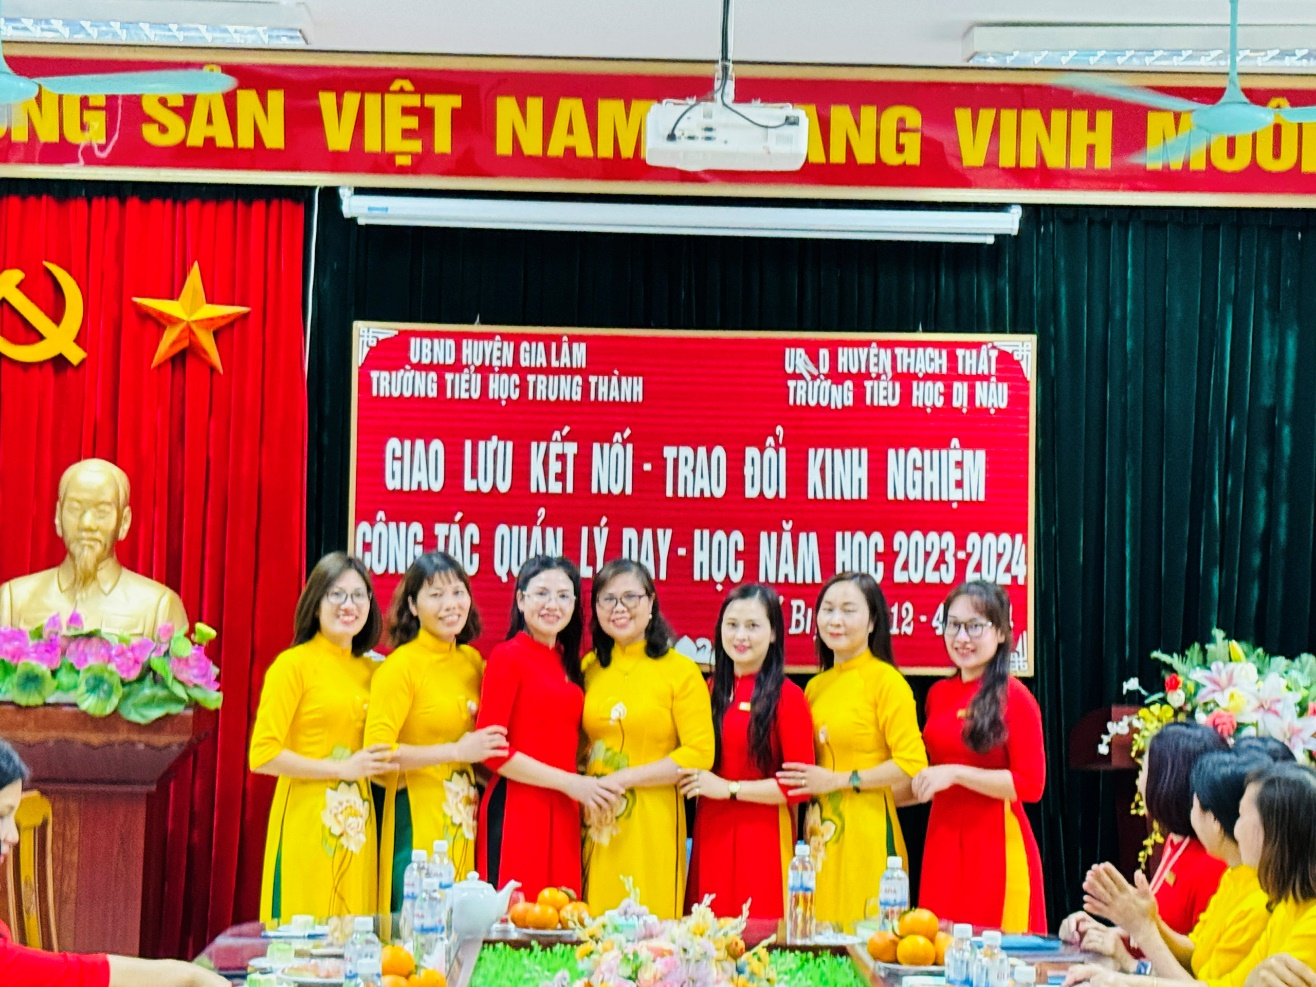 SẢN VIỆT NAM VINH
UBND HUYỆN GIA LÂM
TRƯỜNG TIỂU HỌC TRUNG THÀNH
HUYỆN THẠCH THẤT
TRƯỜNG TIỂU HỌC DỊ NẬU
GIAO LƯU KẾT NỐI - TRAO ĐỔI KINH NGHIỆM
CÔNG TÁC QUẢN LÝ DẠY - HỌC NĂM HỌC 2023-2024
12 - 4